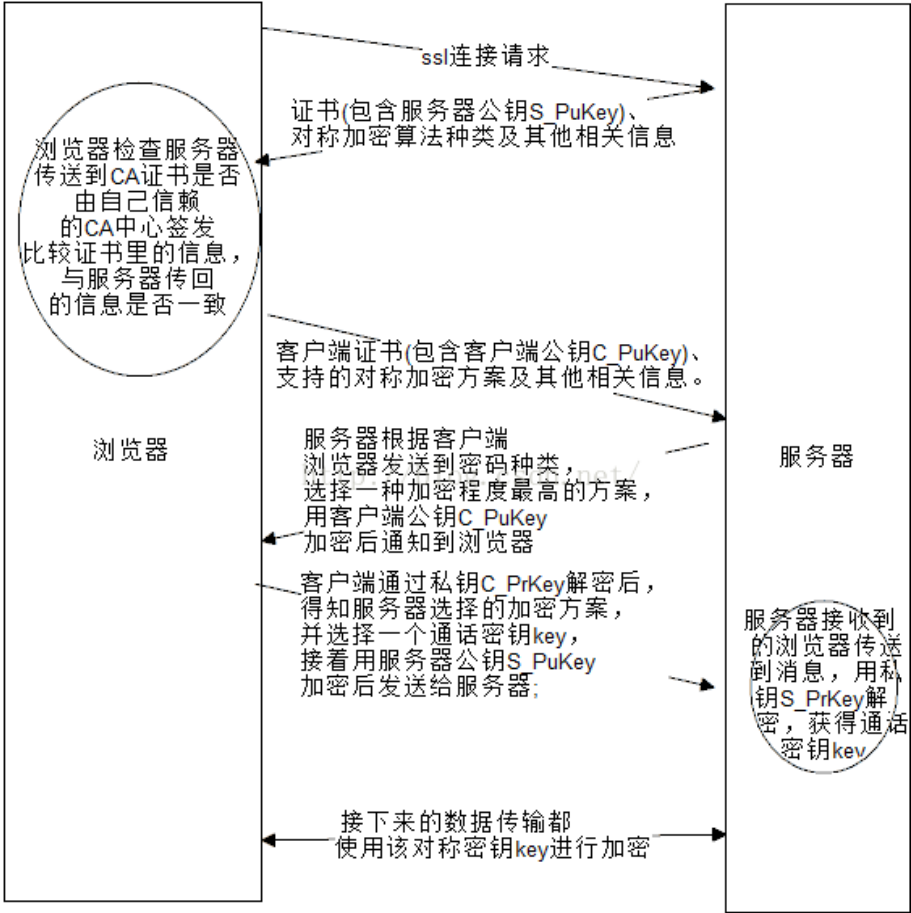 ssl连接请求
证书(包含服务器公钥S_PuKey)、
对称加密算法种类及其他相关信息
浏览器检查服务器
传送到CA证书是否
由自己信赖
的CA中心签发
比较证书里的信息，
与服务器传回
的信息是否一致
客户端证书(包含客户端公钥C_PuKey)、
支持的对称加密方案及其他相关信息。
浏览器
服务器
服务器根据客户端
浏览器发送到密码种类，
选择一种加密程度最高的方案，
用客户端公钥C_PuKey
加密后通知到浏览器
客户端通过私钥C_PrKey解密后，
得知服务器选择的加密方案，
并选择一个通话密钥key，
接着用服务器公钥S_PuKey
加密后发送给服务器;
服务器接收到
的浏览器传送
到消息，用私
钥S_PrKey解
密，获得通话
密钥key
接下来的数据传输都
使用该对称密钥key进行加密